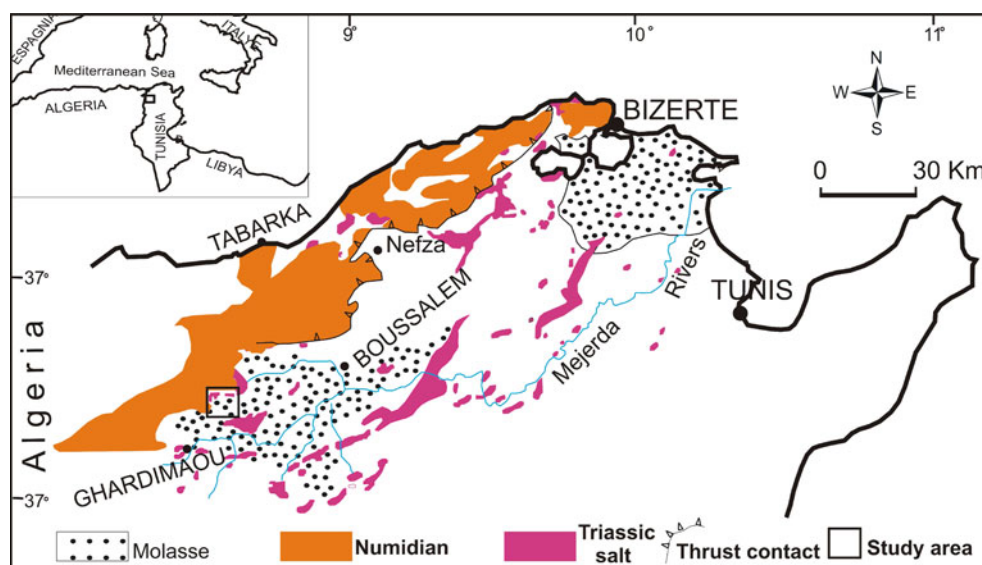 9°
10°
11°
ESPAGNIA
ITALYE
Mediterranean Sea
ALGERIA
TUNISIA
LIBYA
N
W E
S
BIZERTE
0 30 Km
TABARKA
Nefza
37°
BOUSSALEM
Rivers
TUNIS
Mejerda
Algeria
GHARDIMAOU
37°
Molasse
Numidian
Triassic
salt
Thrust contact
Study area